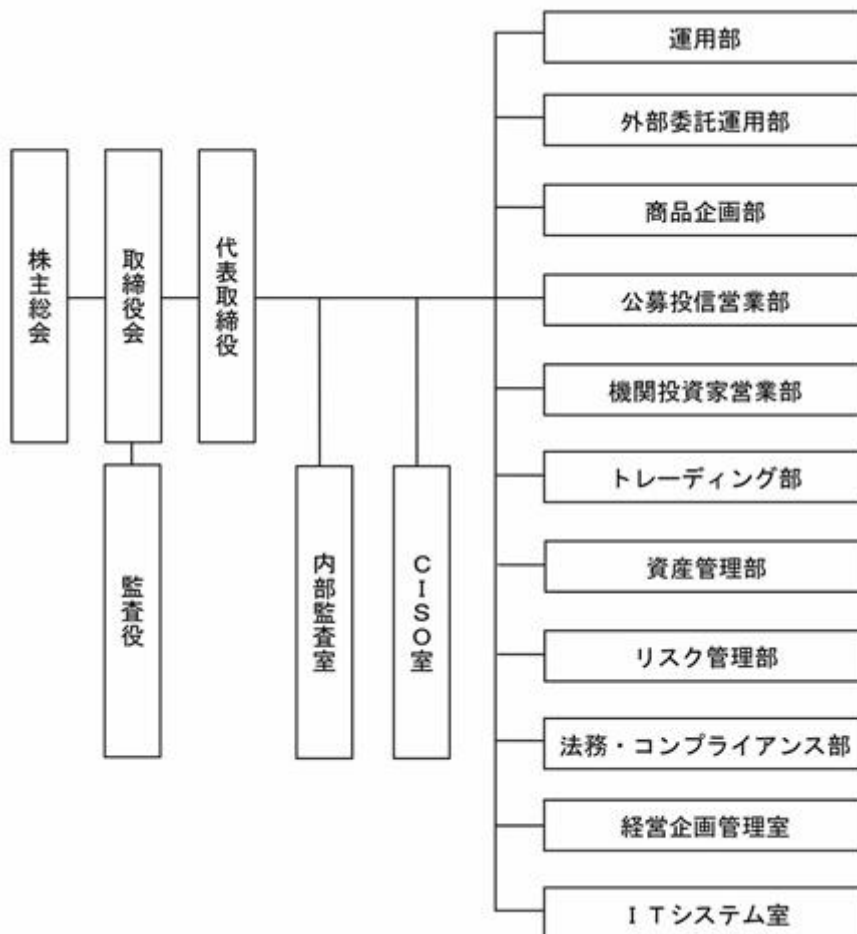 株主総会
取締役会
代表取締役
監査役
内部監査室
CISO室
運用部
外部委託運用部
商品企画部
公募投信営業部
機関投資家営業部
トレーディング部
資産管理部
リスク管理部
法務・コンプライアンス部
経営企画管理室
ITシステム室